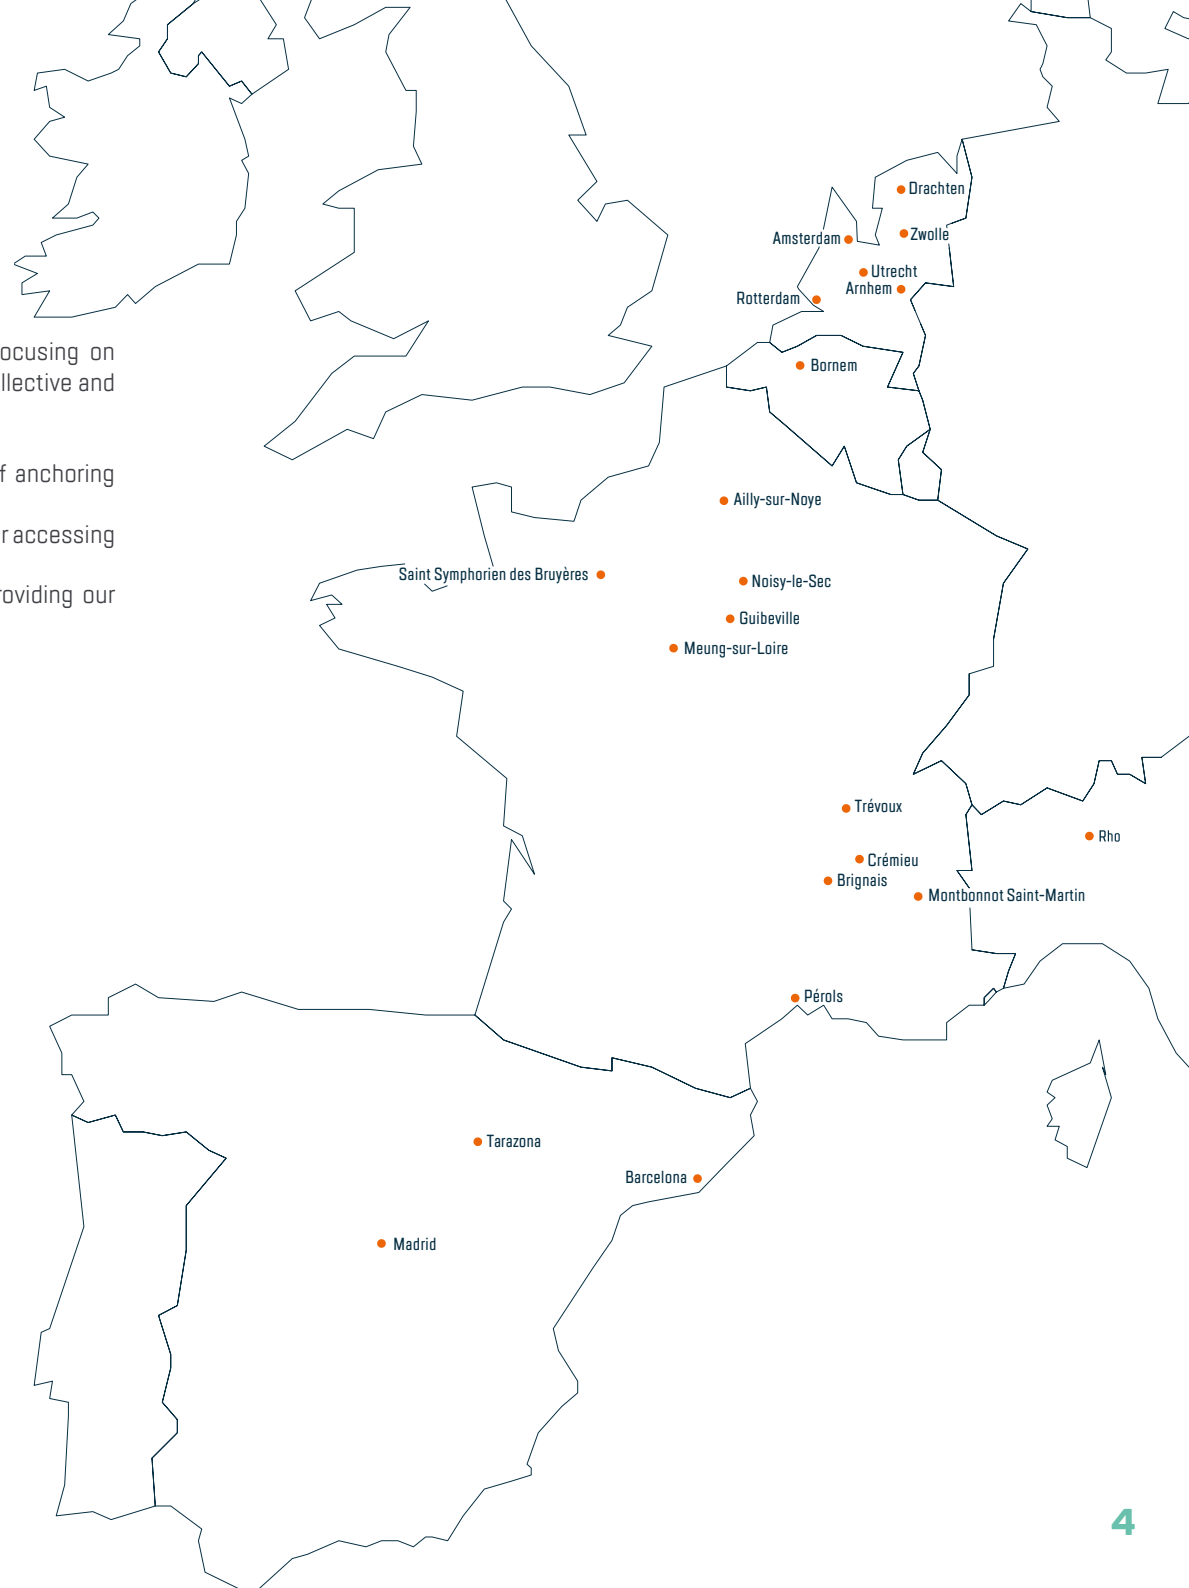 Drachten
Zwolle
Amsterdam
Utrecht
Arnhem
Rotterdam
ocusing on
llective and
Bornem
f anchoring
Ailly-sur-Noye
r accessing
Saint Symphorien des Bruyères
Noisy-le-Sec
roviding our
Guibeville
Meung-sur-Loire
Trévoux
Rho
Crémieu
Brignais
Montbonnot Saint-Martin
Pérols
Tarazona
Barcelona
Madrid
4